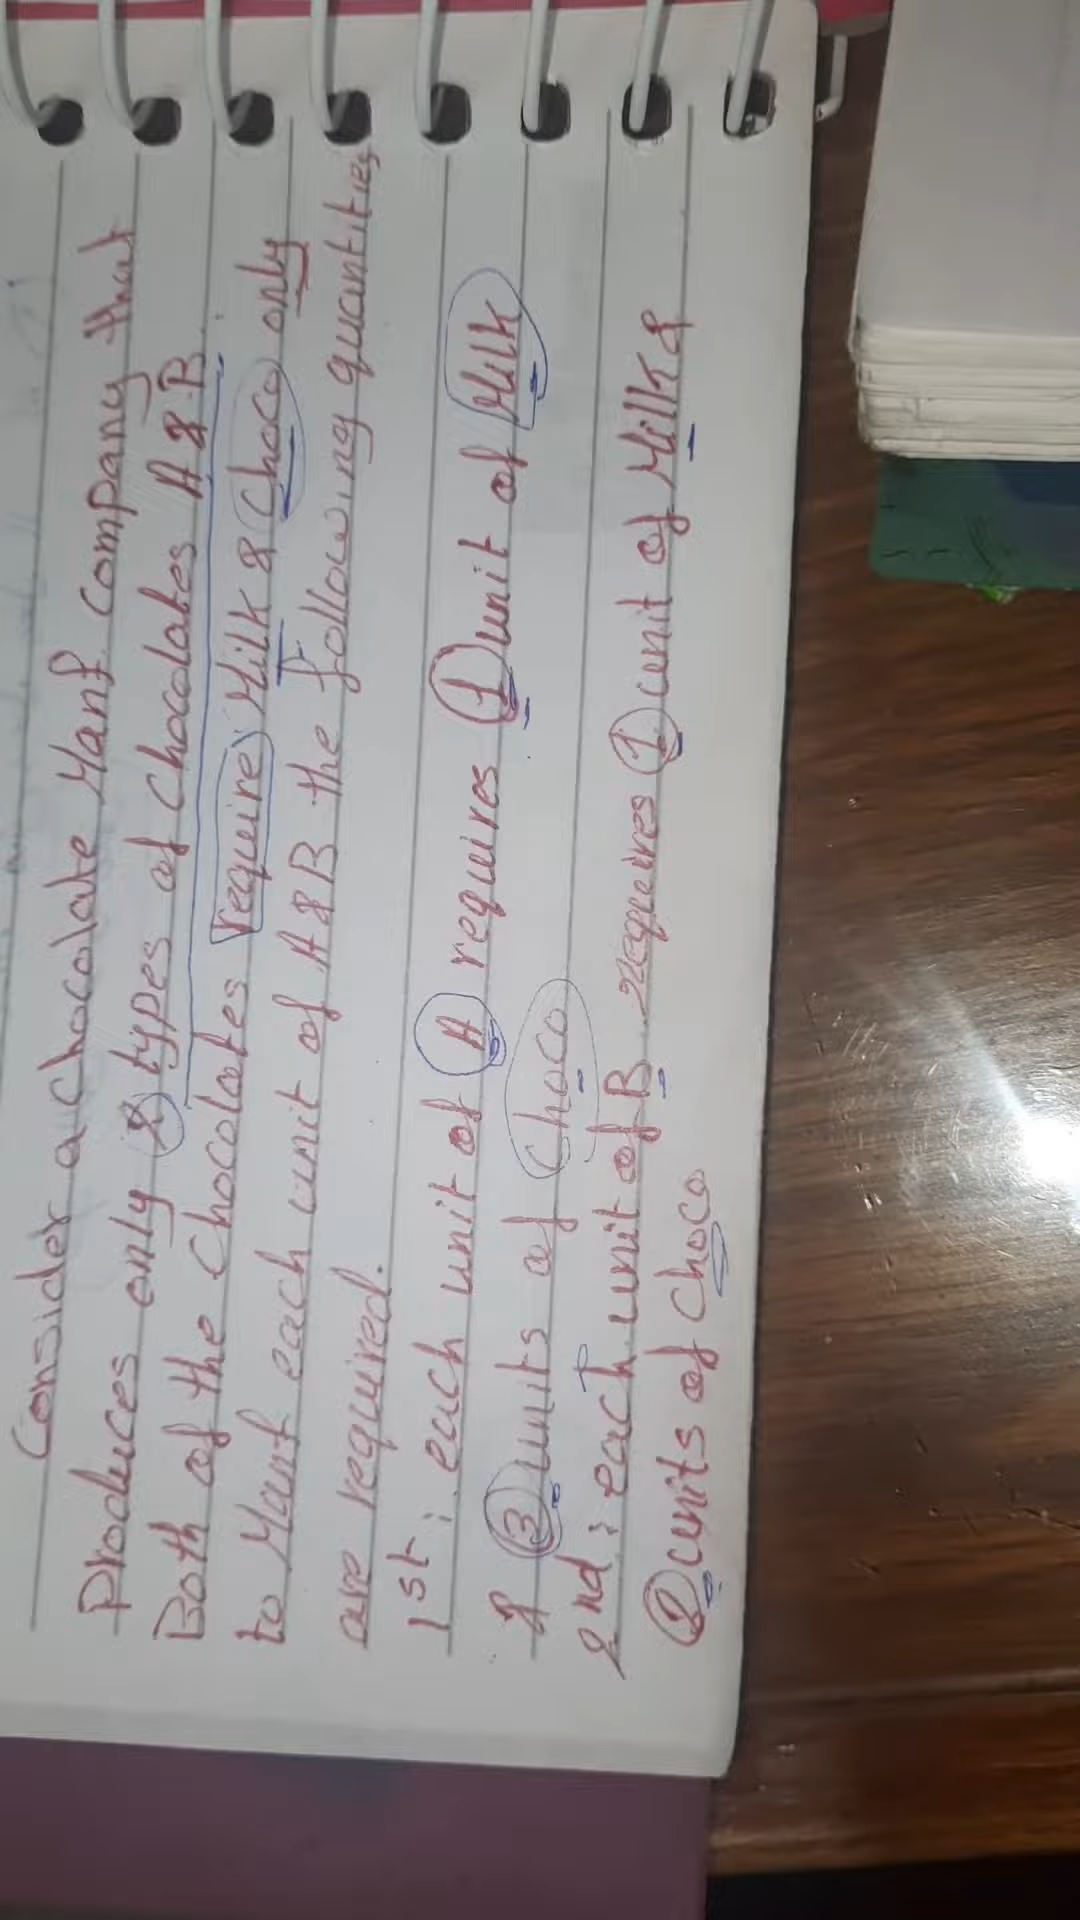 Consider a Chocolate Manf. Company that
Produces only 2 types of Chocolates A & B.
Both of the Chocolates require Milk & Choco only
to Manf each unit of A & B the following quantities
are required.
1st : each unit of A requires 1 unit of Milk
& 3 units of Choco
2nd : each unit of B requires 1 unit of Milk &
2 units of Choco